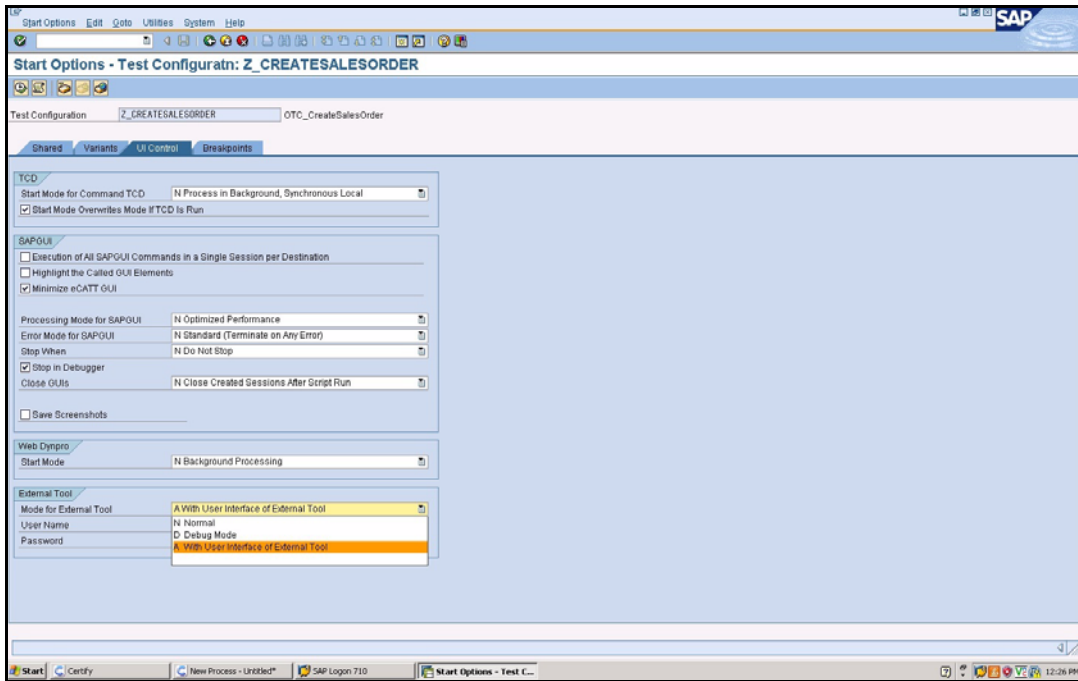 Start Options Edit Goto Utilities System Help
SAP
Start Options - Test Configuratn: Z_CREATESALESORDER
Test Configuration Z_CREATESALESORDER OTC_CreateSalesOrder
Shared Variants UI Control Breakpoints
TCD
Start Mode for Command TCD N Process in Background, Synchronous Local
Start Mode Overwrites Mode If TCD Is Run
SAPGUI
Execution of All SAPGUI Commands in a Single Session per Destination
Highlight the Called GUI Elements
Minimize eCATT GUI
Processing Mode for SAPGUI N Optimized Performance
Error Mode for SAPGUI N Standard (Terminate on Any Error)
Stop When N Do Not Stop
Stop in Debugger
Close GUIs N Close Created Sessions After Script Run
Save Screenshots
Web Dynpro
Start Mode N Background Processing
External Tool
Mode for External Tool A With User Interface of External Tool
User Name N Normal
D Debug Mode
Password A With User Interface of External Tool
Start Certify New Process - Untitled* SAP Logon 710 Start Options - Test C... 12:26 PM